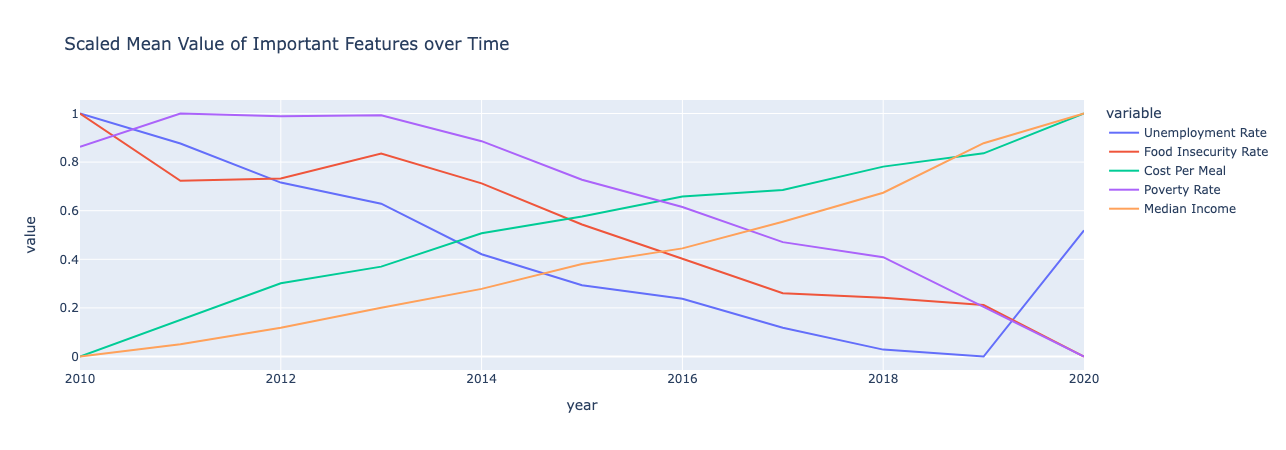 Scaled Mean Value of Important Features over Time
variable
Unemployment Rate
Food Insecurity Rate
Cost Per Meal
Poverty Rate
Median Income
value
1
0.8
0.6
0.4
0.2
0
2010
2012
2014
2016
2018
2020
year